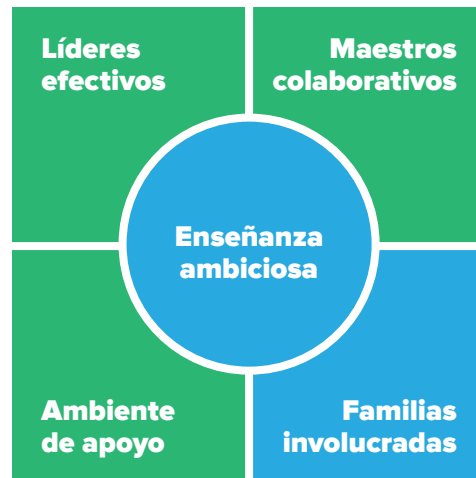 Líderes
efectivos
Maestros
colaborativos
Enseñanza
ambiciosa
Ambiente
de apoyo
Familias
involucradas